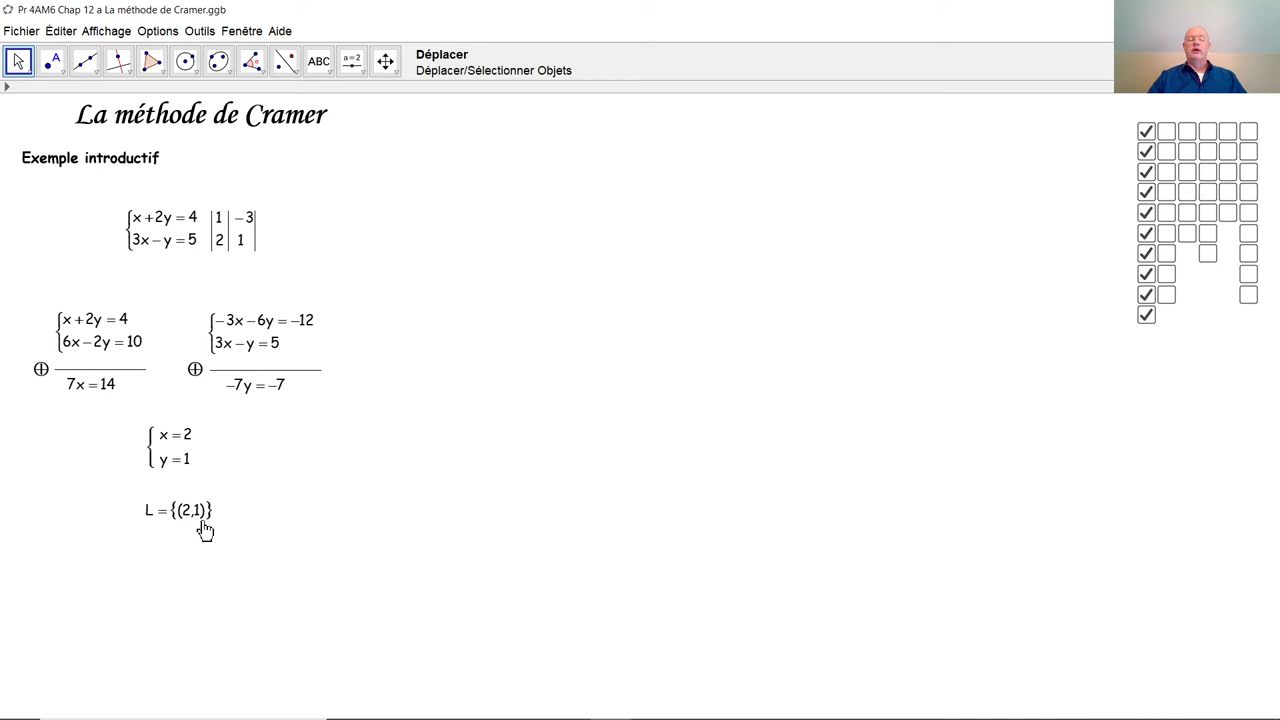 Pr 4AM6 Chap 12 a La méthode de Cramer.ggb
Fichier Éditer Affichage Options Outils Fenêtre Aide
ABC
a=2
Déplacer
Déplacer/Sélectionner Objets
A
La méthode de Cramer
Exemple introductif
x+2y=4 |1|-3|
3x-y=5 |2|1|
x+2y=4
6x-2y=10
7x=14
-3x-6y=-12
3x-y=5
-7y=-7
x=2
y=1
L={(2,1)}